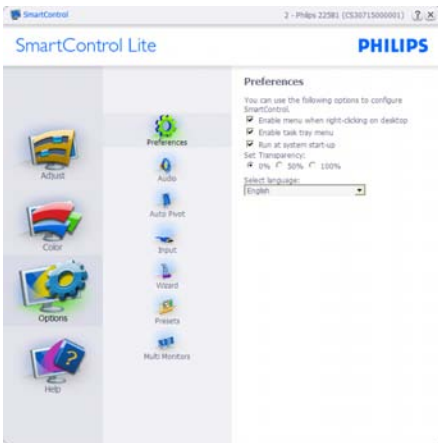 SmartControl
2 - Philips 225B1 (CS30715000001)
SmartControl Lite
PHILIPS
Adjust
Color
Options
Help
Preferences
Audio
Auto Pivot
Input
Wizard
Presets
Multi Monitors
Preferences
You can use the following options to configure
SmartControl.
Enable menu when right-clicking on desktop
Enable task tray menu
Run at system start-up
Set Transparency:
0% 50% 100%
Select language:
English